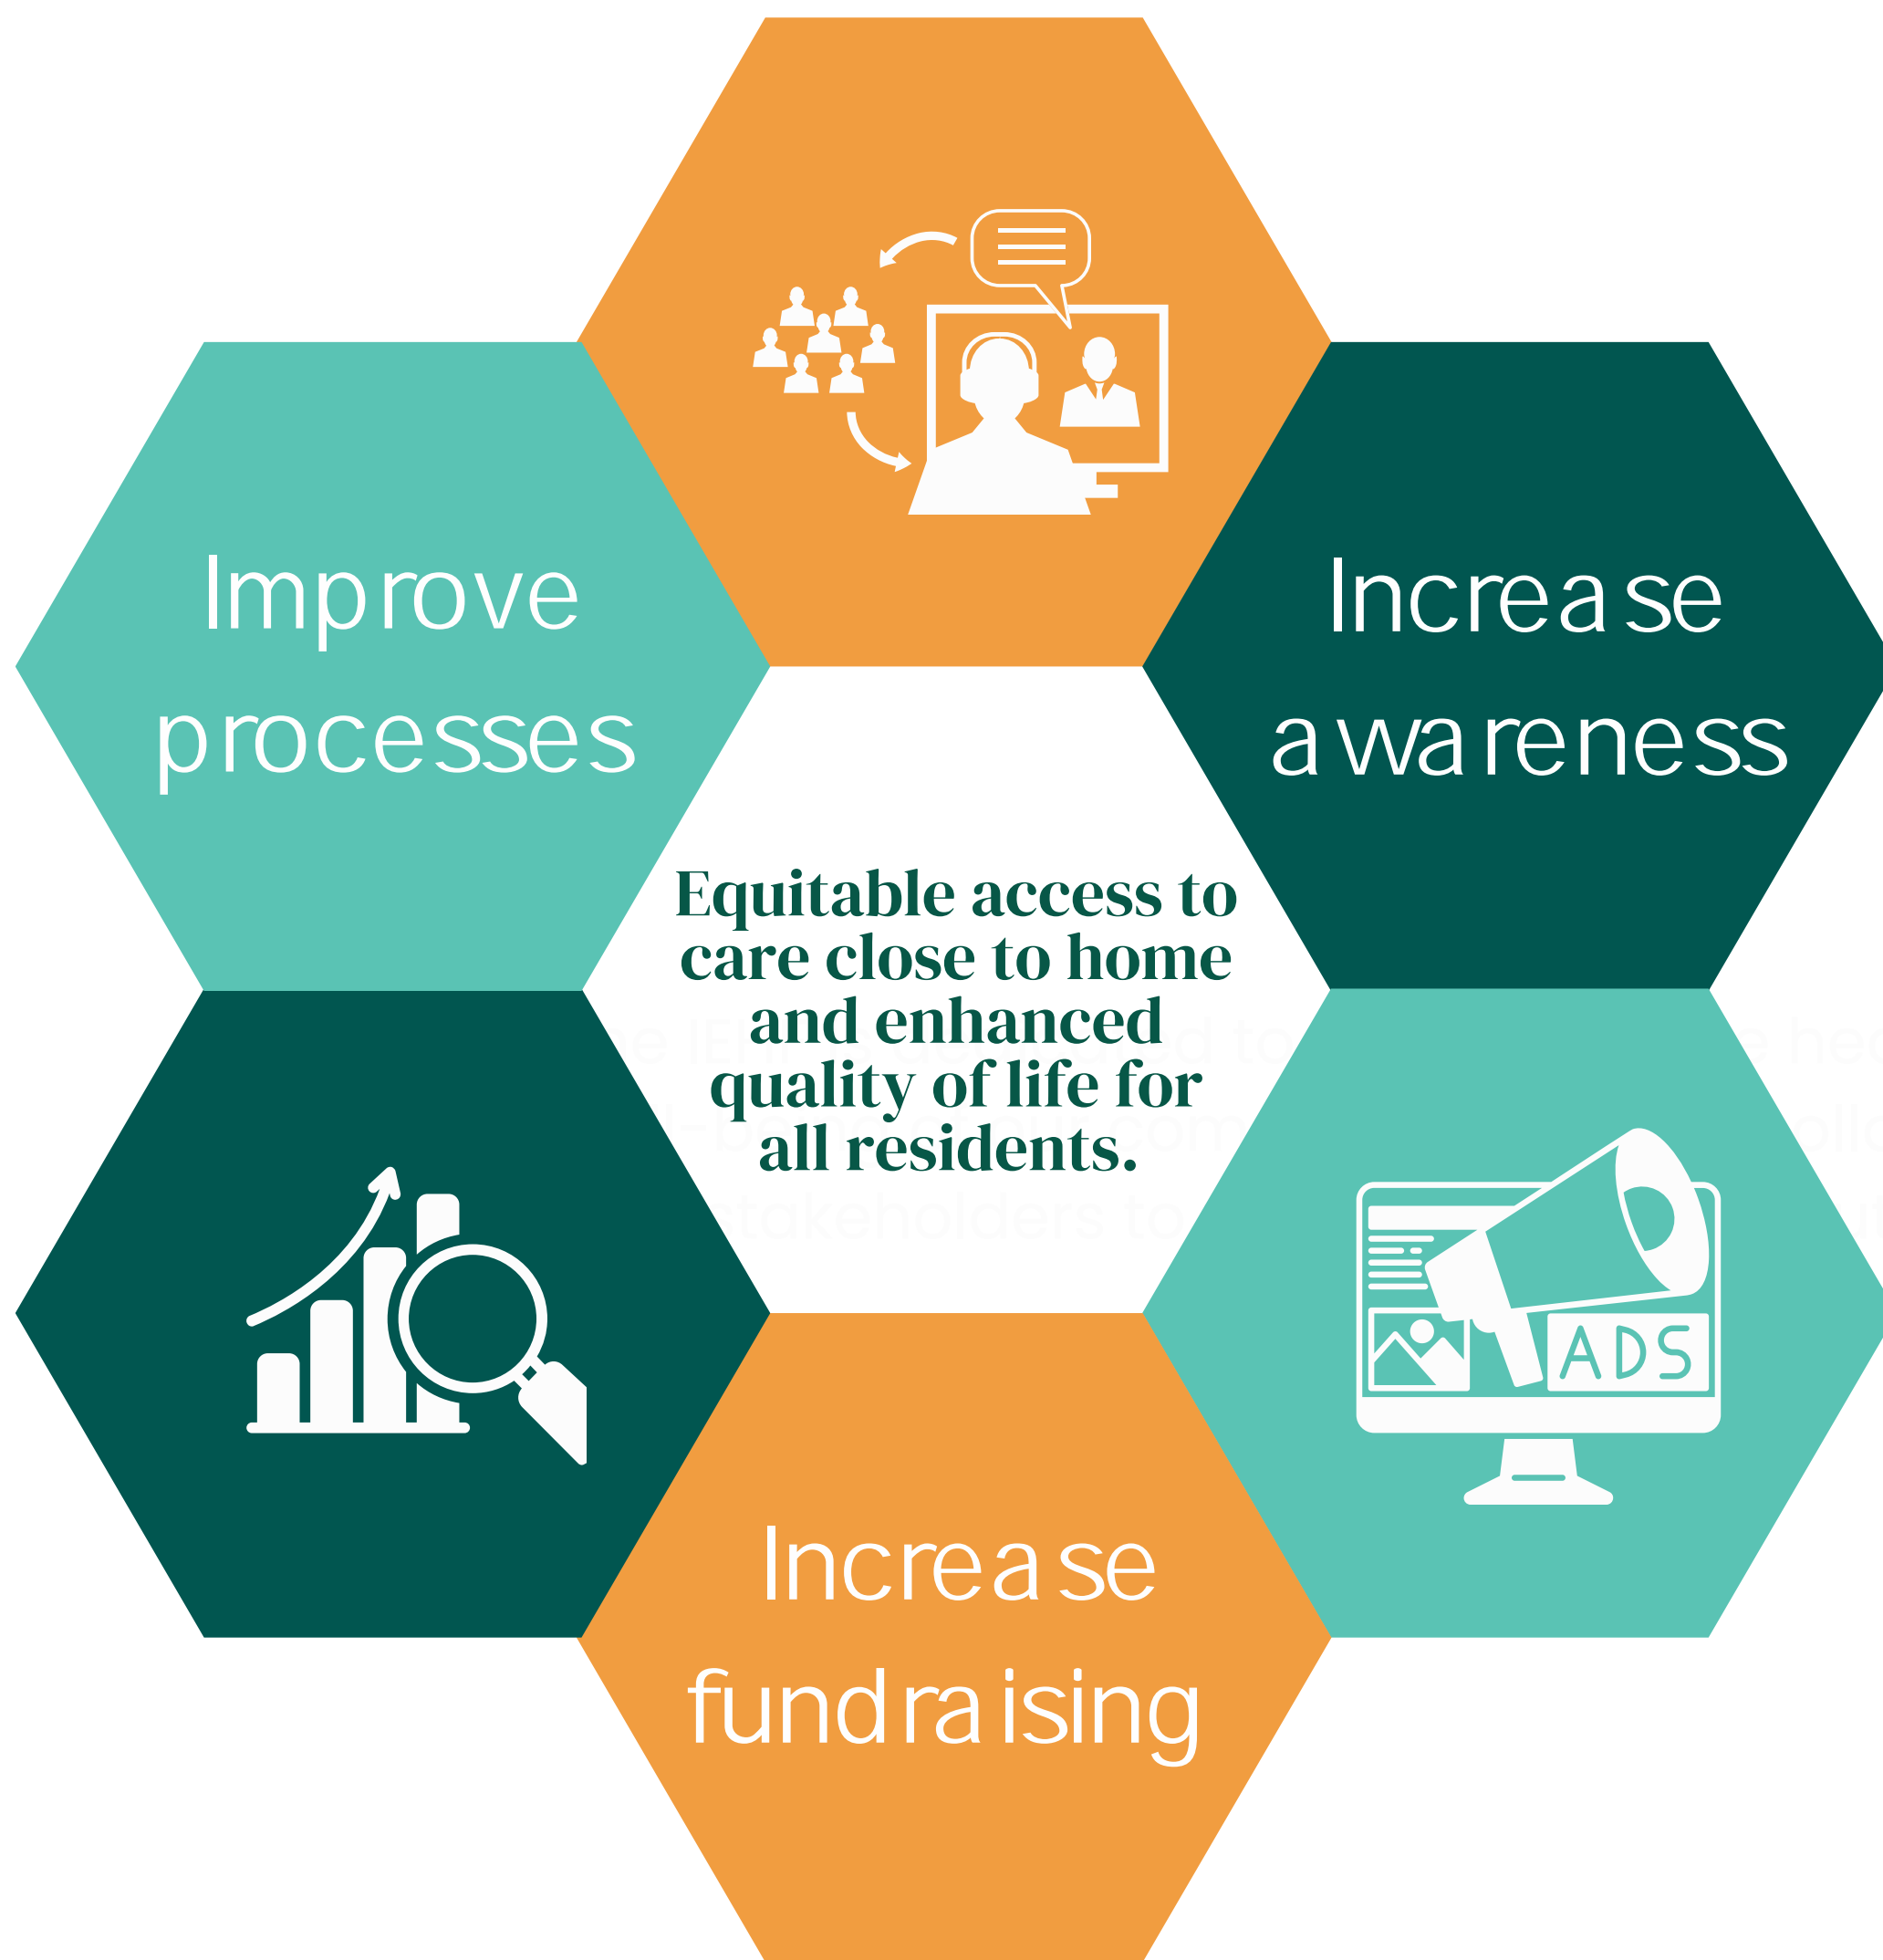 Improve
processes
Increase
awareness
Equitable access to
care close to home
and enhanced
quality of life for
all residents.
ADS
Increase
fundraising